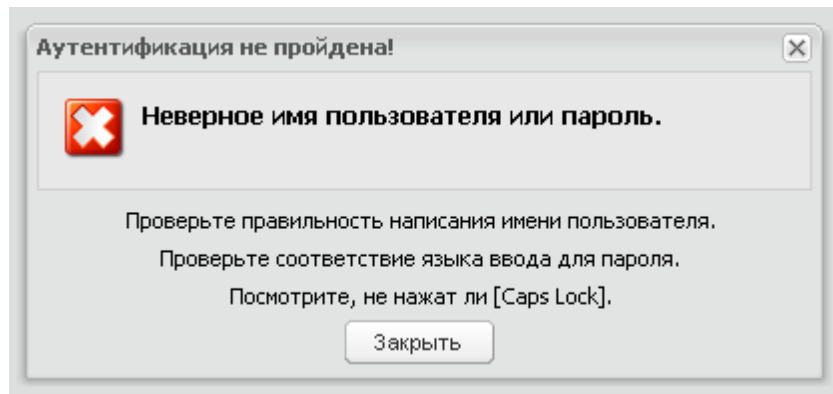 Аутентификация не пройдена!
Неверное имя пользователя или пароль.
Проверьте правильность написания имени пользователя.
Проверьте соответствие языка ввода для пароля.
Посмотрите, не нажат ли [Caps Lock].
Закрыть